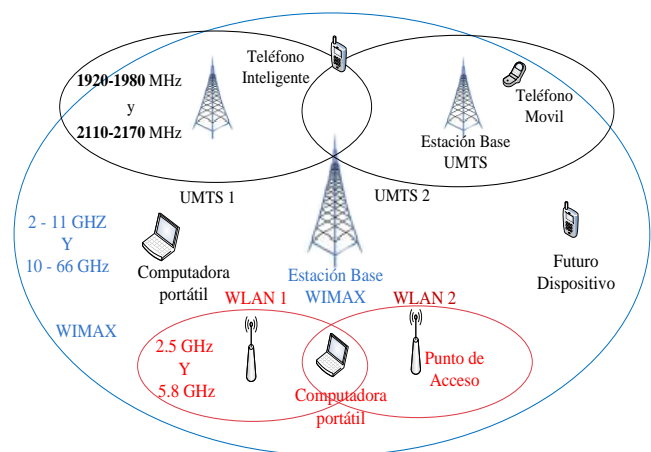 Teléfono
Inteligente
1920-1980 MHz
y
2110-2170 MHz
Teléfono
Movil
Estación Base
UMTS
UMTS 1
UMTS 2
2 - 11 GHZ
Y
10 - 66 GHz
Computadora
portátil
Futuro
Dispositivo
Estación Base
WIMAX
WLAN 1
WLAN 2
WIMAX
2.5 GHz
Y
5.8 GHz
Punto de
Acceso
Computadora
portátil